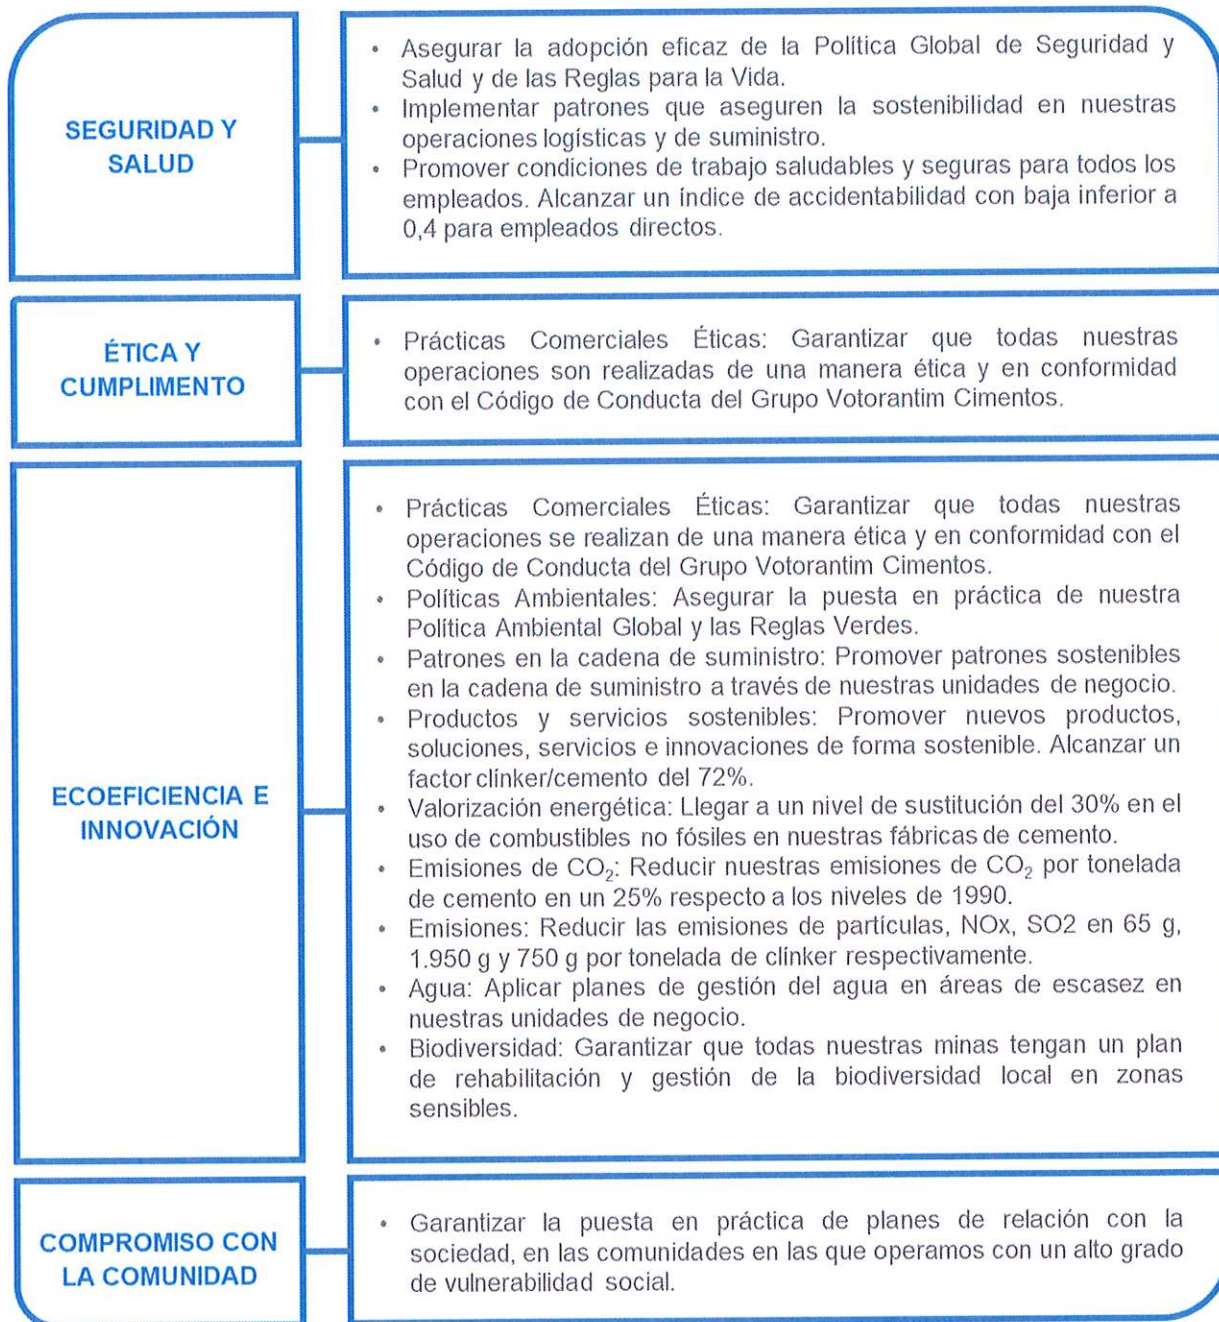 SEGURIDAD Y
SALUD
• Asegurar la adopción eficaz de la Política Global de Seguridad y
Salud y de las Reglas para la Vida.
• Implementar patrones que aseguren la sostenibilidad en nuestras
operaciones logísticas y de suministro.
• Promover condiciones de trabajo saludables y seguras para todos los
empleados. Alcanzar un índice de accidentabilidad con baja inferior a
0,4 para empleados directos.
ÉTICA Y
CUMPLIMENTO
• Prácticas Comerciales Éticas: Garantizar que todas nuestras
operaciones son realizadas de una manera ética y en conformidad
con el Código de Conducta del Grupo Votorantim Cimentos.
ECOEFICIENCIA E
INNOVACIÓN
• Prácticas Comerciales Éticas: Garantizar que todas nuestras
operaciones se realizan de una manera ética y en conformidad con el
Código de Conducta del Grupo Votorantim Cimentos.
• Políticas Ambientales: Asegurar la puesta en práctica de nuestra
Política Ambiental Global y las Reglas Verdes.
• Patrones en la cadena de suministro: Promover patrones sostenibles
en la cadena de suministro a través de nuestras unidades de negocio.
• Productos y servicios sostenibles: Promover nuevos productos,
soluciones, servicios e innovaciones de forma sostenible. Alcanzar un
factor clínker/cemento del 72%.
• Valorización energética: Llegar a un nivel de sustitución del 30% en el
uso de combustibles no fósiles en nuestras fábricas de cemento.
• Emisiones de CO₂: Reducir nuestras emisiones de CO₂ por tonelada
de cemento en un 25% respecto a los niveles de 1990.
• Emisiones: Reducir las emisiones de partículas, NOx, SO2 en 65 g,
1.950 g y 750 g por tonelada de clínker respectivamente.
• Agua: Aplicar planes de gestión del agua en áreas de escasez en
nuestras unidades de negocio.
• Biodiversidad: Garantizar que todas nuestras minas tengan un plan
de rehabilitación y gestión de la biodiversidad local en zonas
sensibles.
COMPROMISO CON
LA COMUNIDAD
• Garantizar la puesta en práctica de planes de relación con la
sociedad, en las comunidades en las que operamos con un alto grado
de vulnerabilidad social.